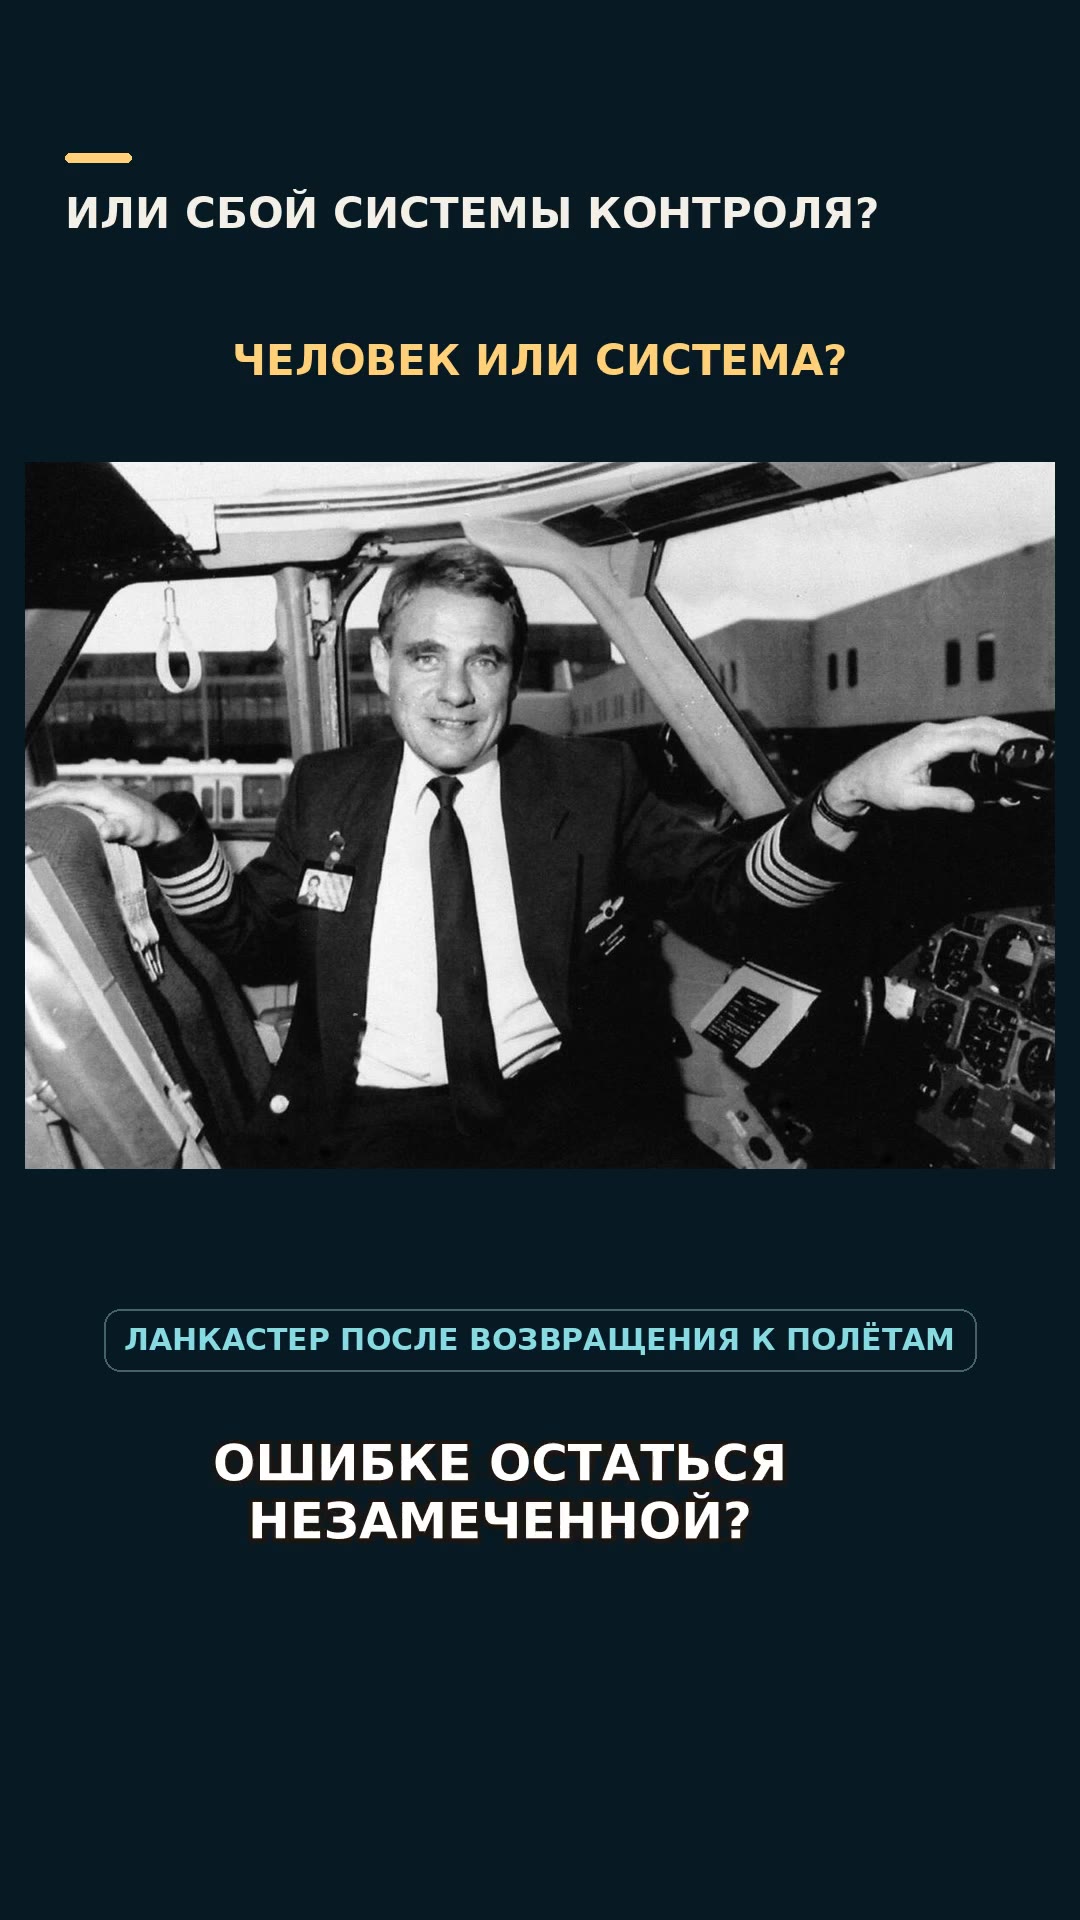 ИЛИ СБОЙ СИСТЕМЫ КОНТРОЛЯ?
ЧЕЛОВЕК ИЛИ СИСТЕМА?
ЛАНКАСТЕР ПОСЛЕ ВОЗВРАЩЕНИЯ К ПОЛЁТАМ
ОШИБКЕ ОСТАТЬСЯ
НЕЗАМЕЧЕННОЙ?